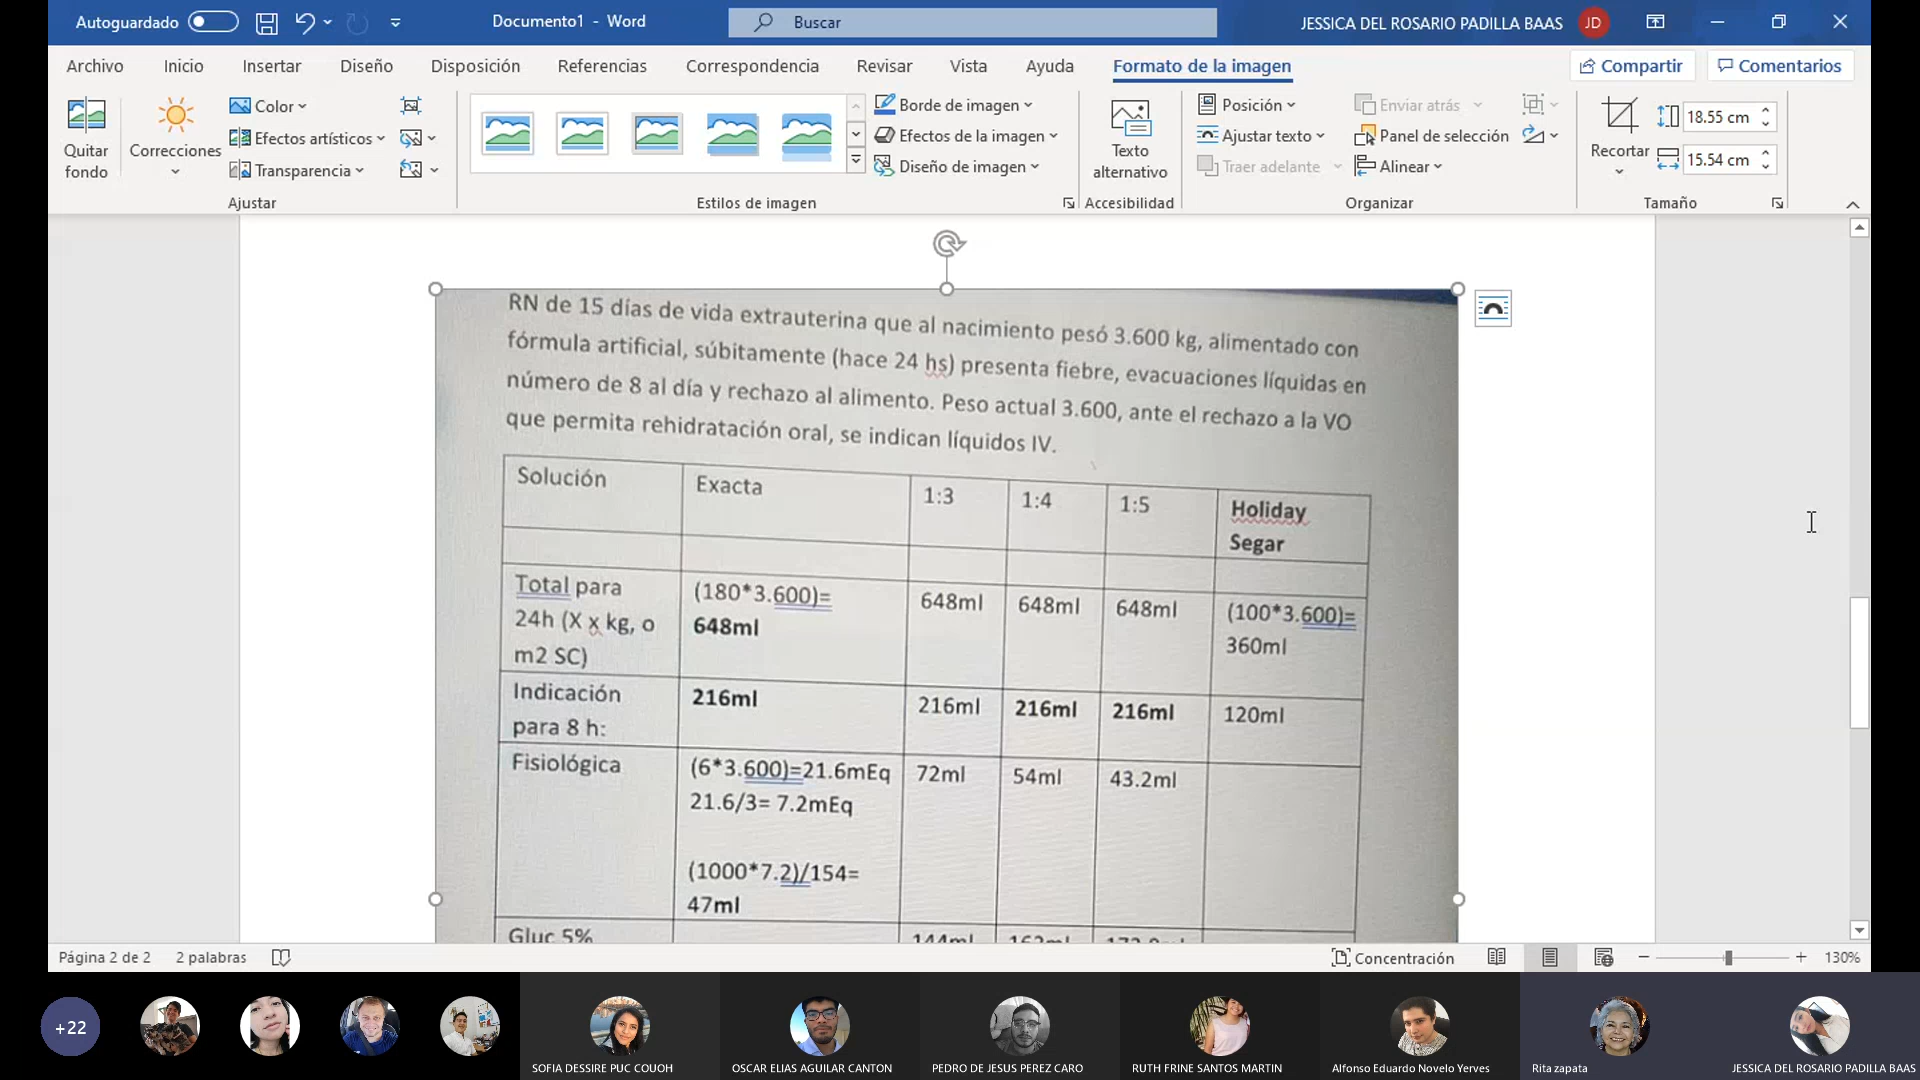 Autoguardado
Documento1 - Word
Buscar
JESSICA DEL ROSARIO PADILLA BAAS
JD
Archivo Inicio Insertar Diseño Disposición Referencias Correspondencia Revisar Vista Ayuda Formato de la imagen
Compartir
Comentarios
Quitar fondo
Correcciones
Color
Efectos artísticos
Transparencia
Ajustar
Estilos de imagen
Borde de imagen
Efectos de la imagen
Diseño de imagen
Texto alternativo
Accesibilidad
Posición
Ajustar texto
Traer adelante
Enviar atrás
Panel de selección
Alinear
Organizar
Recortar
18.55 cm
15.54 cm
Tamaño
RN de 15 días de vida extrauterina que al nacimiento pesó 3.600 kg, alimentado con
fórmula artificial, súbitamente (hace 24 hs) presenta fiebre, evacuaciones líquidas en
número de 8 al día y rechazo al alimento. Peso actual 3.600, ante el rechazo a la VO
que permita rehidratación oral, se indican líquidos IV.
Solución Exacta 1:3 1:4 1:5 Holiday Segar
Total para 24h (X x kg, o m2 SC) (180*3.600)= 648ml 648ml 648ml 648ml (100*3.600)= 360ml
Indicación para 8 h: 216ml 216ml 216ml 216ml 120ml
Fisiológica (6*3.600)=21.6mEq 72ml 54ml 43.2ml
21.6/3= 7.2mEq
(1000*7.2)/154=
47ml
Gluc 5% 144ml 162ml
Página 2 de 2 2 palabras
Concentración
130%
+22
SOFIA DESSIRE PUC COUOH
OSCAR ELIAS AGUILAR CANTON
PEDRO DE JESUS PEREZ CARO
RUTH FRINE SANTOS MARTIN
Alfonso Eduardo Novelo Yerves
Rita zapata
JESSICA DEL ROSARIO PADILLA BAAS